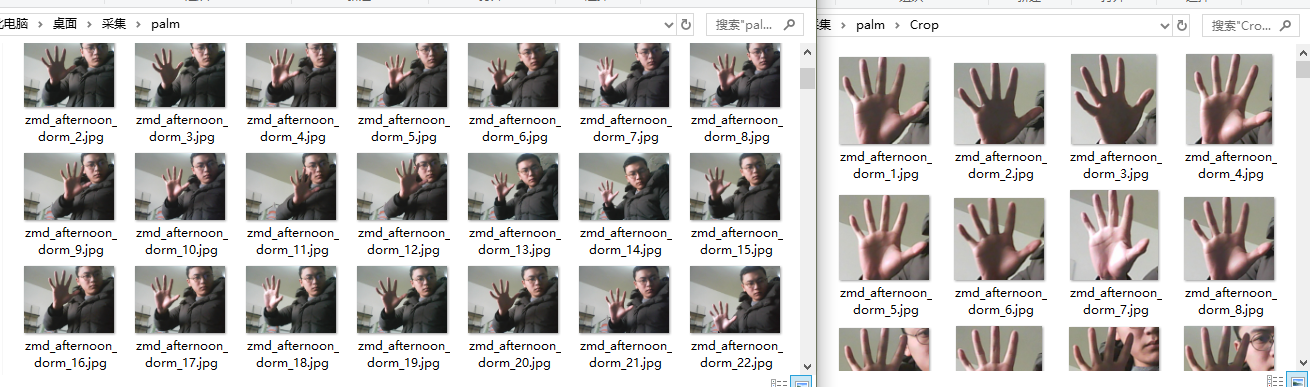 比电脑 桌面 采集 palm
搜索"pal...
zmd_afternoon_dorm_2.jpg
zmd_afternoon_dorm_3.jpg
zmd_afternoon_dorm_4.jpg
zmd_afternoon_dorm_5.jpg
zmd_afternoon_dorm_6.jpg
zmd_afternoon_dorm_7.jpg
zmd_afternoon_dorm_8.jpg
zmd_afternoon_dorm_9.jpg
zmd_afternoon_dorm_10.jpg
zmd_afternoon_dorm_11.jpg
zmd_afternoon_dorm_12.jpg
zmd_afternoon_dorm_13.jpg
zmd_afternoon_dorm_14.jpg
zmd_afternoon_dorm_15.jpg
zmd_afternoon_dorm_16.jpg
zmd_afternoon_dorm_17.jpg
zmd_afternoon_dorm_18.jpg
zmd_afternoon_dorm_19.jpg
zmd_afternoon_dorm_20.jpg
zmd_afternoon_dorm_21.jpg
zmd_afternoon_dorm_22.jpg
集 palm Crop
搜索"Cro...
zmd_afternoon_dorm_1.jpg
zmd_afternoon_dorm_2.jpg
zmd_afternoon_dorm_3.jpg
zmd_afternoon_dorm_4.jpg
zmd_afternoon_dorm_5.jpg
zmd_afternoon_dorm_6.jpg
zmd_afternoon_dorm_7.jpg
zmd_afternoon_dorm_8.jpg